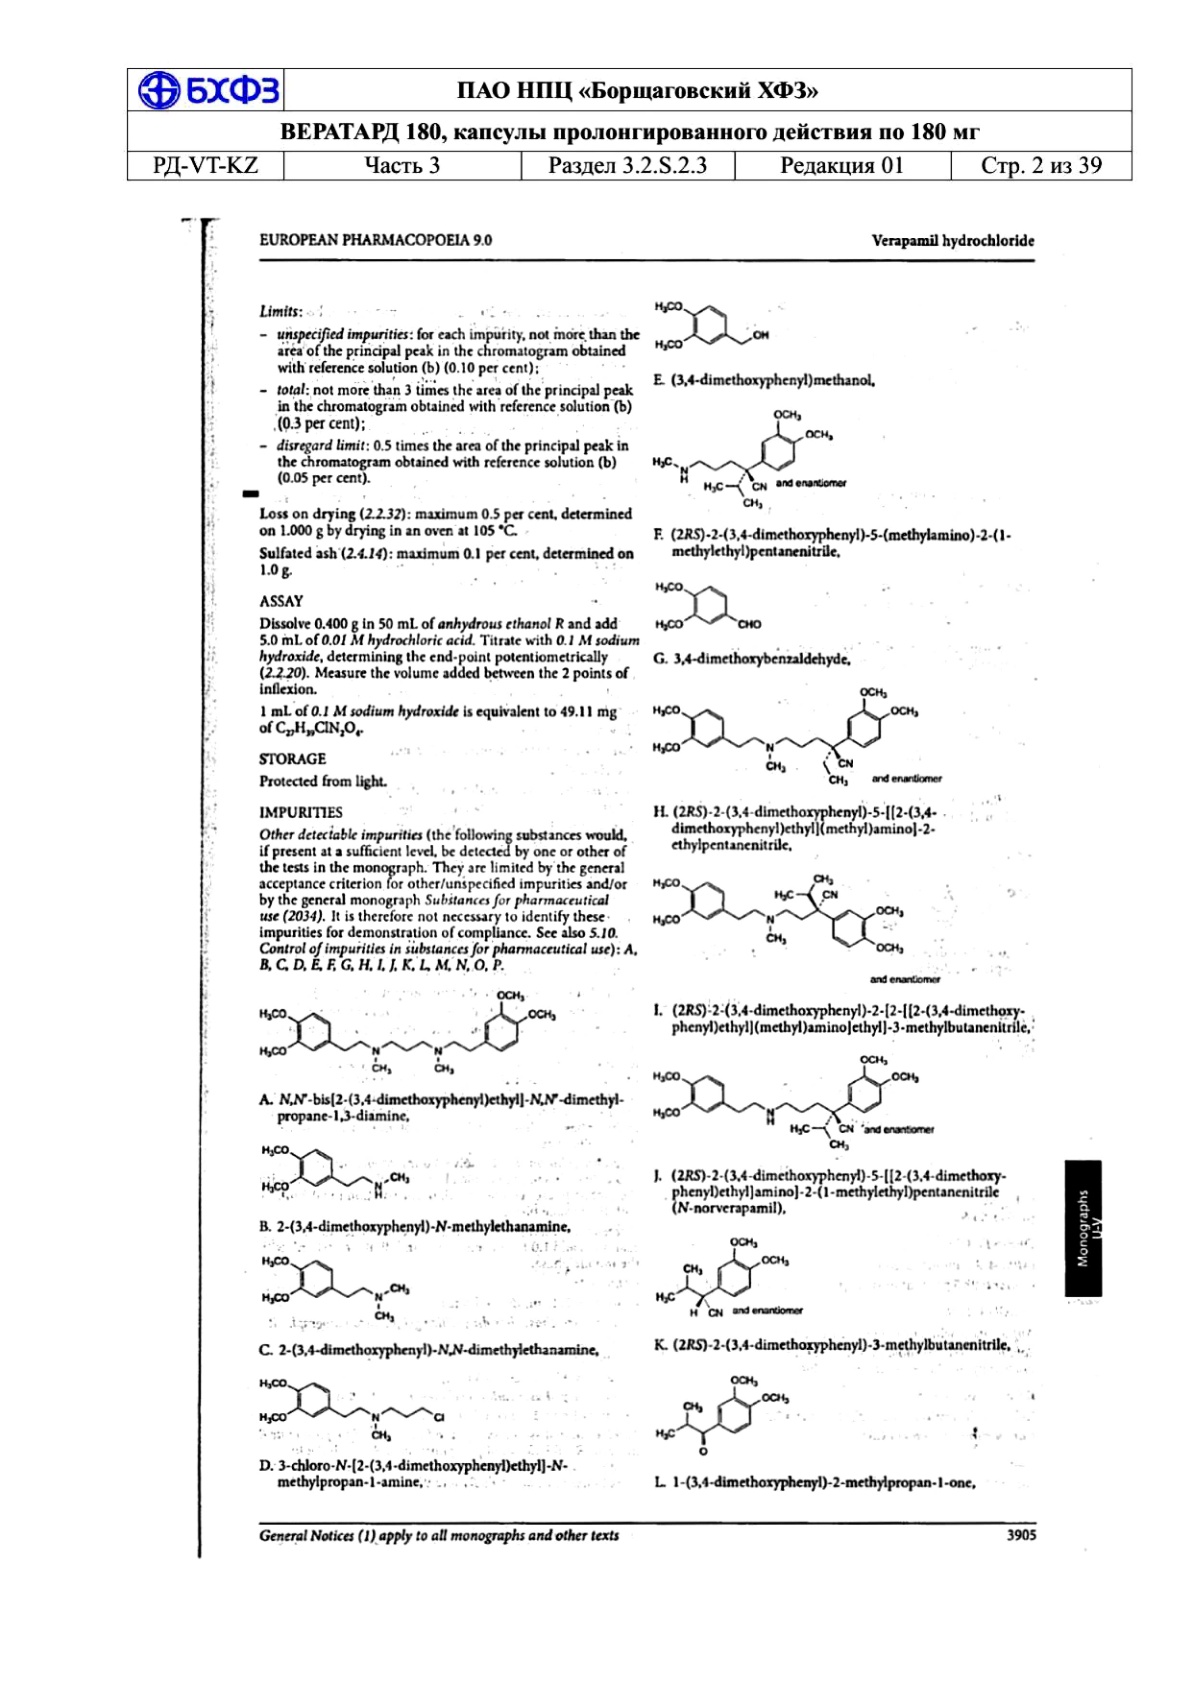 БХФЗ
ПАО НПЦ «Борщаговский ХФЗ»
ВЕРАТАРД 180, капсулы пролонгированного действия по 180 мг
РД-VT-KZ Часть 3 Раздел 3.2.S.2.3 Редакция 01 Стр. 2 из 39
EUROPEAN PHARMACOPOEIA 9.0
Verapamil hydrochloride
Limits:
– unspecified impurities: for each impurity, not more than the
area of the principal peak in the chromatogram obtained
with reference solution (b) (0.10 per cent);
– total: not more than 3 times the area of the principal peak
in the chromatogram obtained with reference solution (b)
(0.3 per cent);
– disregard limit: 0.5 times the area of the principal peak in
the chromatogram obtained with reference solution (b)
(0.05 per cent).
Loss on drying (2.2.32): maximum 0.5 per cent, determined
on 1.000 g by drying in an oven at 105 °C.
Sulfated ash (2.4.14): maximum 0.1 per cent, determined on
1.0 g.
ASSAY
Dissolve 0.400 g in 50 mL of anhydrous ethanol R and add
5.0 mL of 0.01 M hydrochloric acid. Titrate with 0.1 M sodium
hydroxide, determining the end-point potentiometrically
(2.2.20). Measure the volume added between the 2 points of
inflexion.
1 mL of 0.1 M sodium hydroxide is equivalent to 49.11 mg
of C27H39ClN2O4.
STORAGE
Protected from light.
IMPURITIES
Other detectable impurities (the following substances would,
if present at a sufficient level, be detected by one or other of
the tests in the monograph. They are limited by the general
acceptance criterion for other/unspecified impurities and/or
by the general monograph Substances for pharmaceutical
use (2034). It is therefore not necessary to identify these
impurities for demonstration of compliance. See also 5.10.
Control of impurities in substances for pharmaceutical use): A,
B, C, D, E, F, G, H, I, J, K, L, M, N, O, P.
OCH3
H3CO OCH3
H3CO N N
CH3 CH3
A. N,N′-bis[2-(3,4-dimethoxyphenyl)ethyl]-N,N′-dimethyl-
propane-1,3-diamine,
H3CO
H3CO N CH3
H
B. 2-(3,4-dimethoxyphenyl)-N-methylethanamine,
H3CO
H3CO N CH3
CH3
C. 2-(3,4-dimethoxyphenyl)-N,N-dimethylethanamine,
H3CO
H3CO N Cl
CH3
D. 3-chloro-N-[2-(3,4-dimethoxyphenyl)ethyl]-N-
methylpropan-1-amine,
H3CO
H3CO OH
E. (3,4-dimethoxyphenyl)methanol,
OCH3
OCH3
H3C N
H H3C CN and enantiomer
CH3
F. (2RS)-2-(3,4-dimethoxyphenyl)-5-(methylamino)-2-(1-
methylethyl)pentanenitrile,
H3CO
H3CO CHO
G. 3,4-dimethoxybenzaldehyde,
OCH3
H3CO OCH3
H3CO N
CH3 CN
CH3 and enantiomer
H. (2RS)-2-(3,4-dimethoxyphenyl)-5-[[2-(3,4-
dimethoxyphenyl)ethyl](methyl)amino]-2-
ethylpentanenitrile,
CH3
H3CO H3C CN
H3CO N OCH3
CH3 OCH3
and enantiomer
I. (2RS)-2-(3,4-dimethoxyphenyl)-2-[2-[[2-(3,4-dimethoxy-
phenyl)ethyl](methyl)amino]ethyl]-3-methylbutanenitrile,
OCH3
H3CO OCH3
H3CO N
H H3C CN and enantiomer
CH3
J. (2RS)-2-(3,4-dimethoxyphenyl)-5-[[2-(3,4-dimethoxy-
phenyl)ethyl]amino]-2-(1-methylethyl)pentanenitrile
(N-norverapamil),
OCH3
CH3 OCH3
H3C
H CN and enantiomer
K. (2RS)-2-(3,4-dimethoxyphenyl)-3-methylbutanenitrile,
OCH3
CH3 OCH3
H3C
O
L. 1-(3,4-dimethoxyphenyl)-2-methylpropan-1-one,
Monographs
U-V
General Notices (1) apply to all monographs and other texts
3905